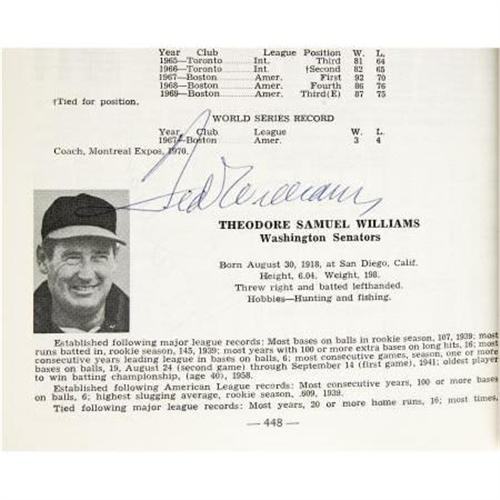 Year Club League Position W. L.
1965—Toronto Int. Third 81 64
1966—Toronto Int. †Second 82 65
1967—Boston Amer. First 92 70
1968—Boston Amer. Fourth 86 76
1969—Boston Amer. Third(E) 87 75
†Tied for position.
WORLD SERIES RECORD
Year Club League W. L.
1967—Boston Amer. 3 4
Coach, Montreal Expos, 1970.
Ted Williams
THEODORE SAMUEL WILLIAMS
Washington Senators
Born August 30, 1918, at San Diego, Calif.
Height, 6.04. Weight, 198.
Threw right and batted lefthanded.
Hobbies—Hunting and fishing.
Established following major league records: Most bases on balls in rookie season, 107, 1939; most
runs batted in, rookie season, 145, 1939; most years with 100 or more extra bases on long hits, 16; most
consecutive years leading league in bases on balls, 6; most consecutive games, season, one or more
bases on balls, 19, August 24 (second game) through September 14 (first game), 1941; oldest player
to win batting championship, (age 40), 1958.
Established following American League records: Most consecutive years, 100 or more bases
on balls, 6; highest slugging average, rookie season, .609, 1939.
Tied following major league records: Most years, 20 or more home runs, 16; most times,
— 448 —